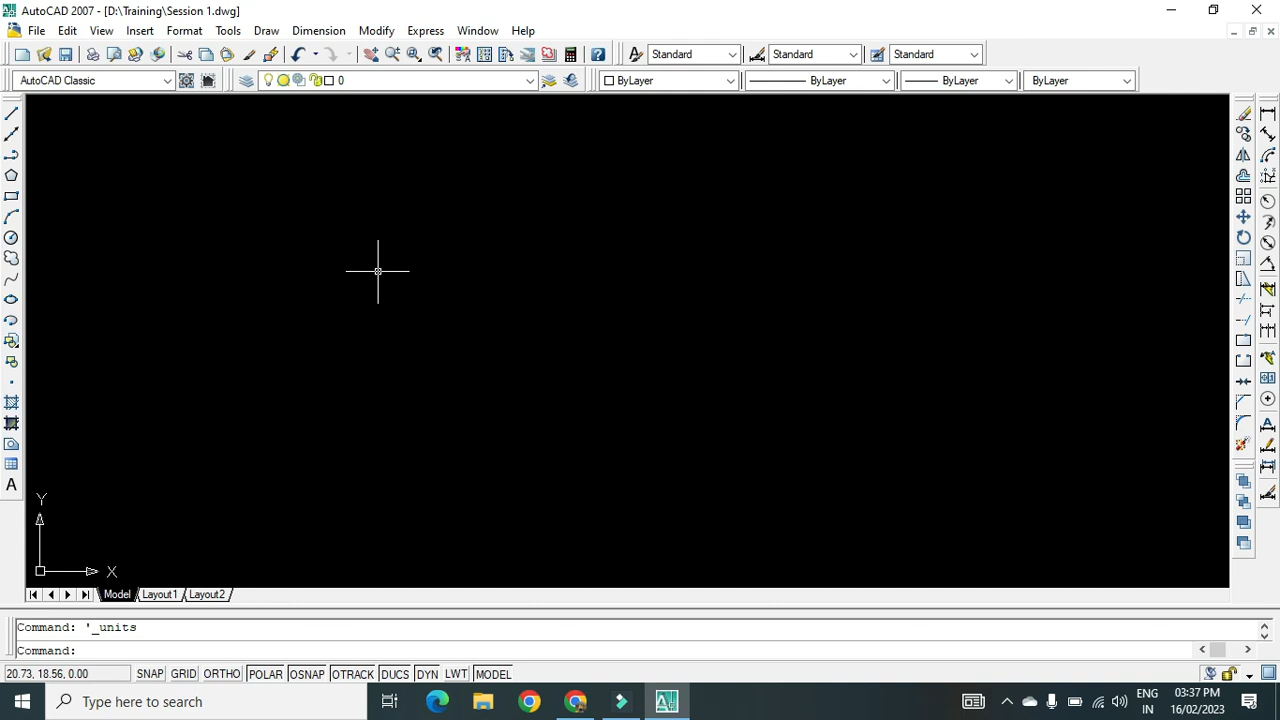 AutoCAD 2007 - [D:\Training\Session 1.dwg]
File Edit View Insert Format Tools Draw Dimension Modify Express Window Help
Standard Standard Standard
AutoCAD Classic 0 ByLayer ByLayer ByLayer ByLayer
A
Y
X
Model Layout1 Layout2
Command: '_units
Command:
20.73, 18.56, 0.00 SNAP GRID ORTHO POLAR OSNAP OTRACK DUCS DYN LWT MODEL
Type here to search
ENG
IN
03:37 PM
16/02/2023